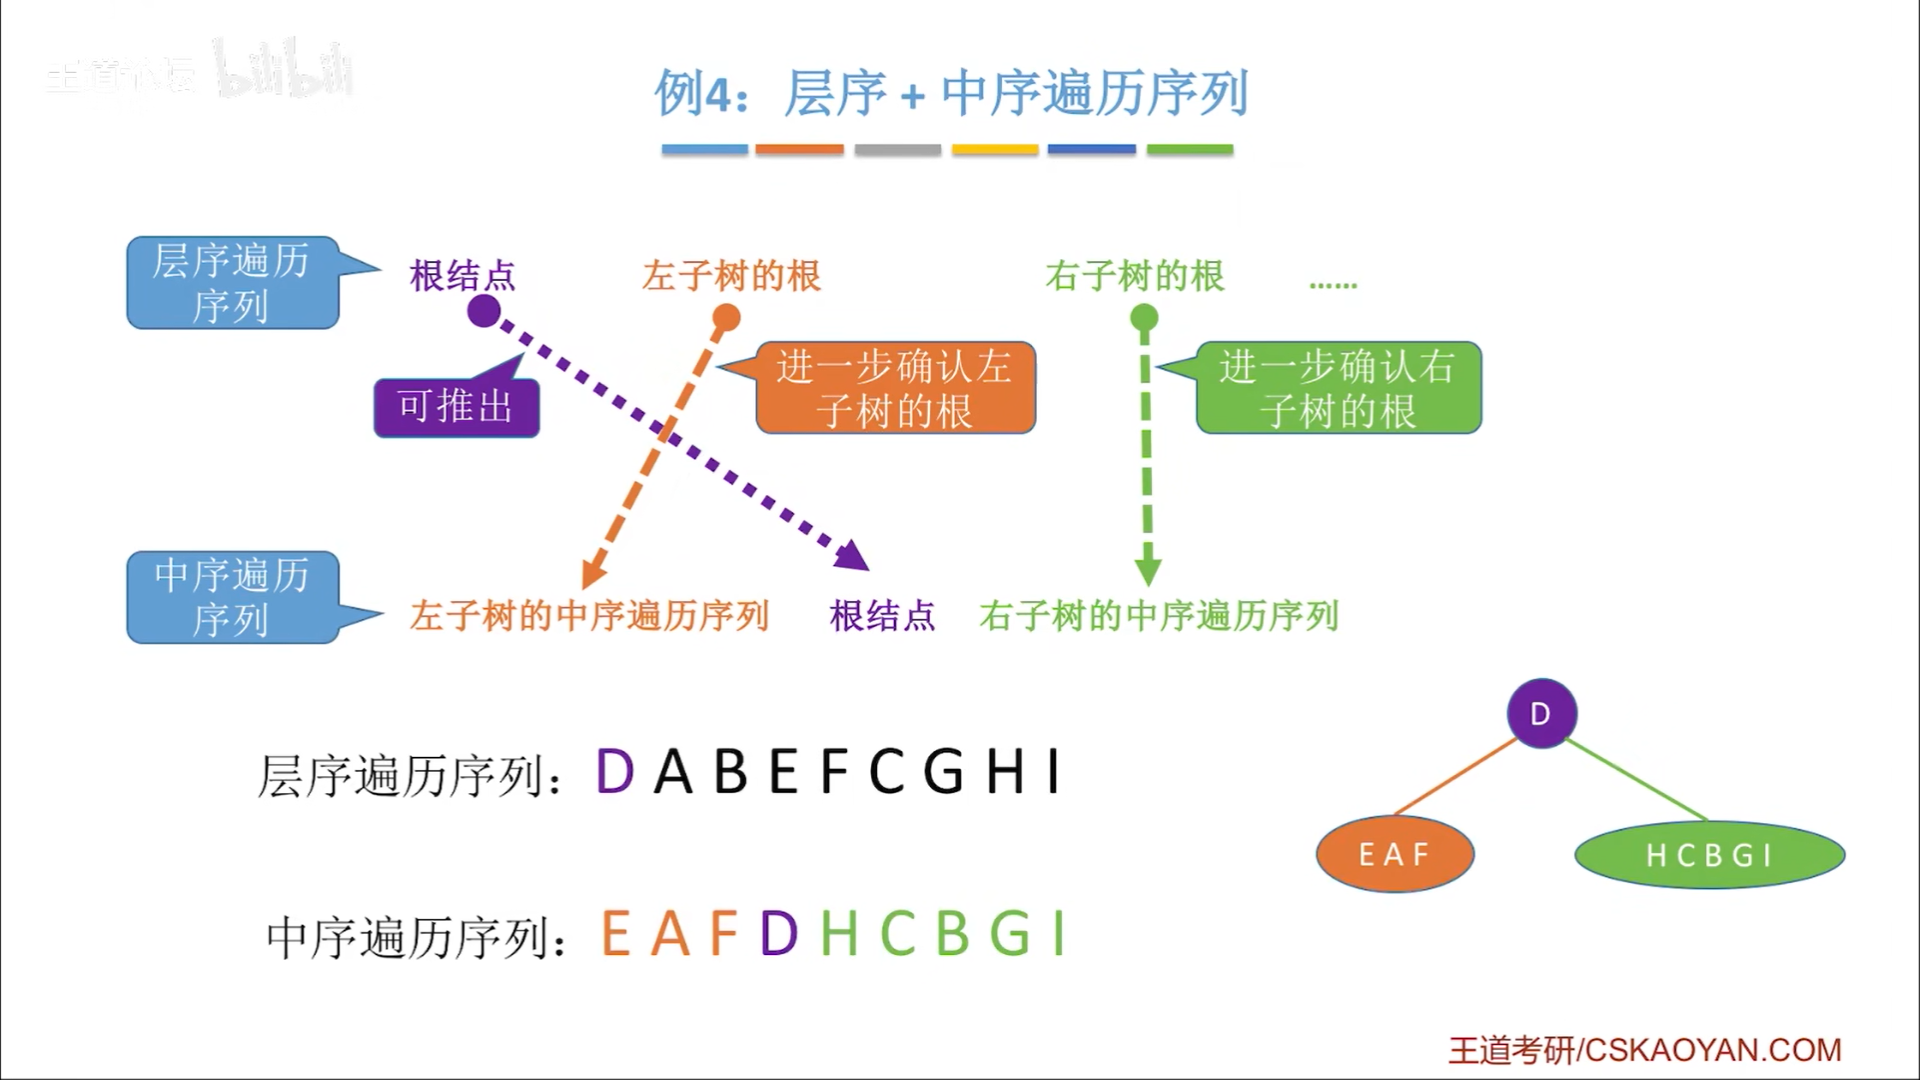 王道论坛 bilibili
例4：层序 + 中序遍历序列
层序遍历
序列
根结点
左子树的根
右子树的根
……
可推出
进一步确认左
子树的根
进一步确认右
子树的根
中序遍历
序列
左子树的中序遍历序列
根结点
右子树的中序遍历序列
D
层序遍历序列：D A B E F C G H I
E A F
H C B G I
中序遍历序列：E A F D H C B G I
王道考研/CSKAOYAN.COM